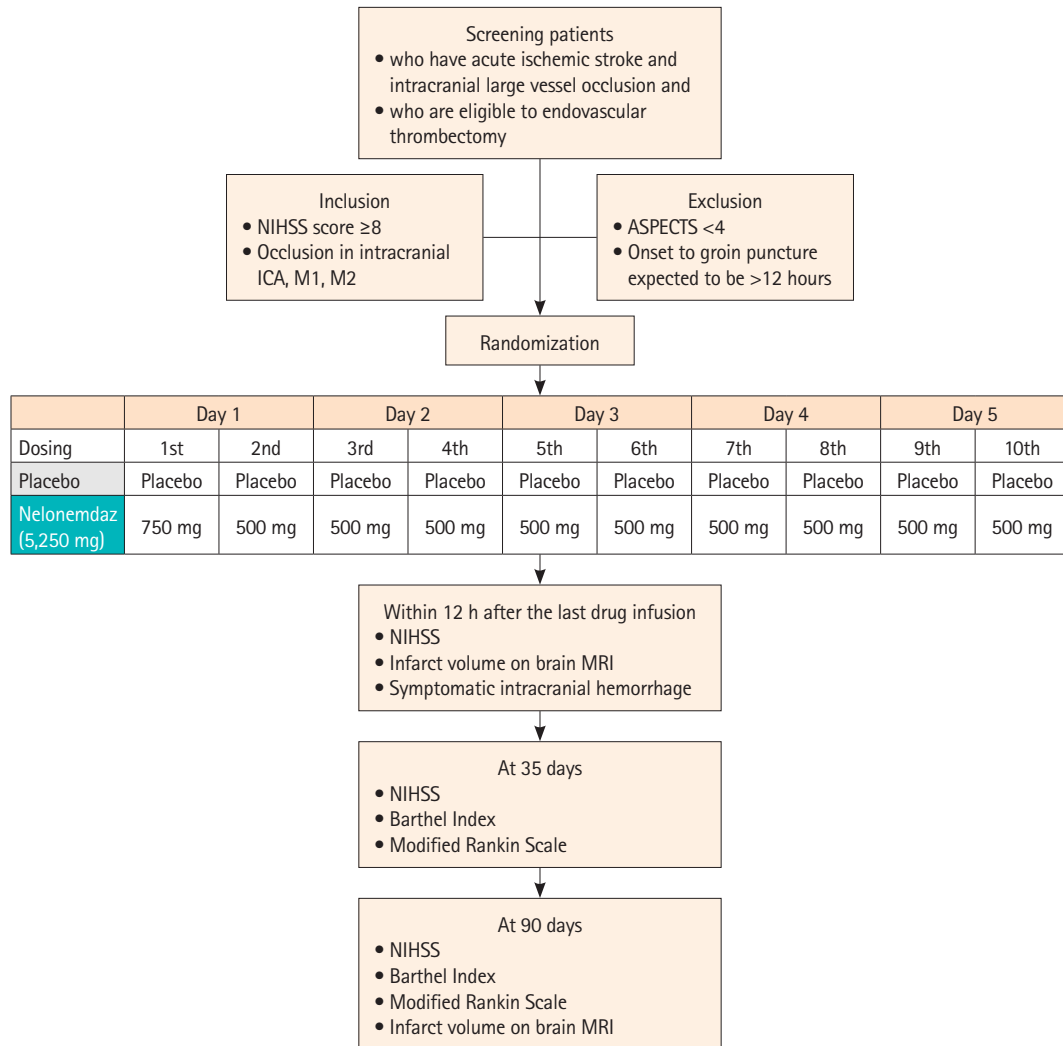 Screening patients
• who have acute ischemic stroke and
intracranial large vessel occlusion and
• who are eligible to endovascular
thrombectomy
Inclusion
• NIHSS score ≥8
• Occlusion in intracranial
ICA, M1, M2
Exclusion
• ASPECTS <4
• Onset to groin puncture
expected to be >12 hours
Randomization
Day 1 Day 2 Day 3 Day 4 Day 5
Dosing 1st 2nd 3rd 4th 5th 6th 7th 8th 9th 10th
Placebo Placebo Placebo Placebo Placebo Placebo Placebo Placebo Placebo Placebo Placebo
Nelonemdaz
(5,250 mg) 750 mg 500 mg 500 mg 500 mg 500 mg 500 mg 500 mg 500 mg 500 mg 500 mg
Within 12 h after the last drug infusion
• NIHSS
• Infarct volume on brain MRI
• Symptomatic intracranial hemorrhage
At 35 days
• NIHSS
• Barthel Index
• Modified Rankin Scale
At 90 days
• NIHSS
• Barthel Index
• Modified Rankin Scale
• Infarct volume on brain MRI